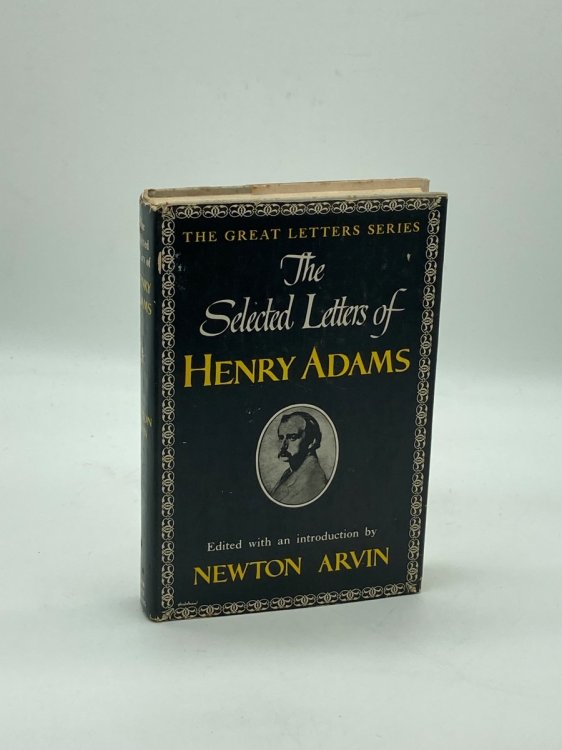 THE GREAT LETTERS SERIES
The
Selected Letters of
HENRY ADAMS
Edited with an introduction by
NEWTON ARVIN